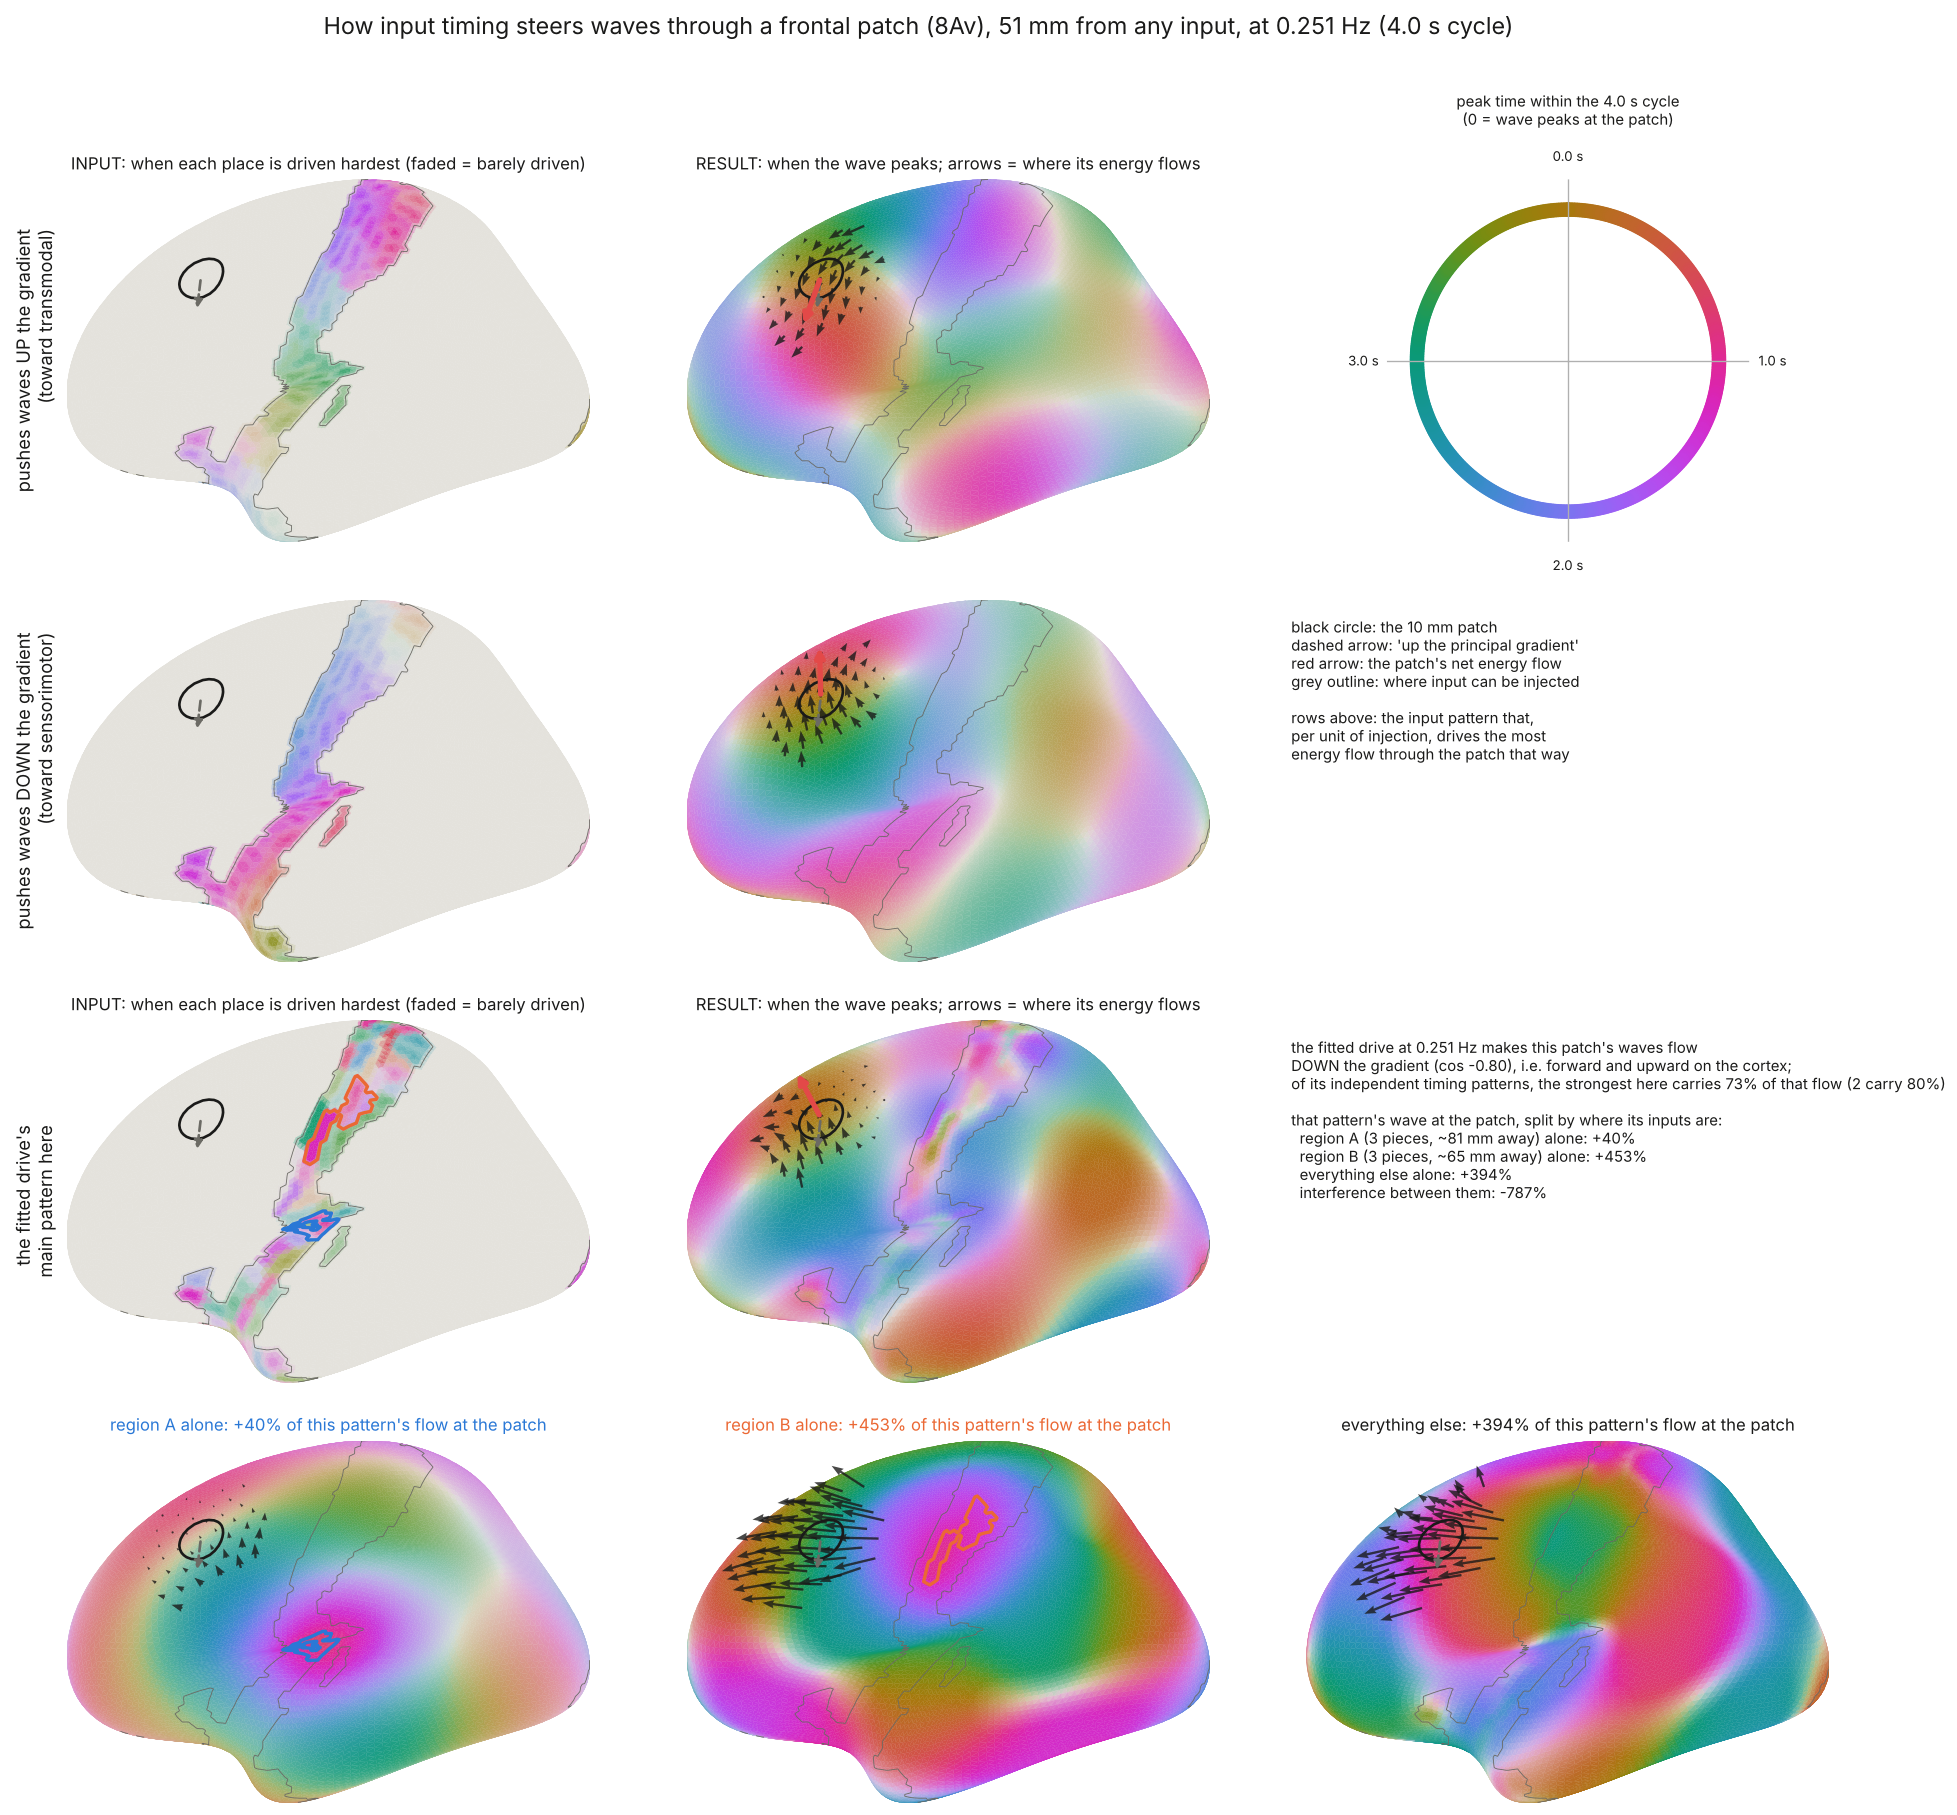 How input timing steers waves through a frontal patch (8Av), 51 mm from any input, at 0.251 Hz (4.0 s cycle)
peak time within the 4.0 s cycle
(0 = wave peaks at the patch)
0.0 s
3.0 s
1.0 s
2.0 s
INPUT: when each place is driven hardest (faded = barely driven)
RESULT: when the wave peaks; arrows = where its energy flows
pushes waves UP the gradient
(toward transmodal)
pushes waves DOWN the gradient
(toward sensorimotor)
black circle: the 10 mm patch
dashed arrow: 'up the principal gradient'
red arrow: the patch's net energy flow
grey outline: where input can be injected
rows above: the input pattern that,
per unit of injection, drives the most
energy flow through the patch that way
INPUT: when each place is driven hardest (faded = barely driven)
RESULT: when the wave peaks; arrows = where its energy flows
the fitted drive's
main pattern here
the fitted drive at 0.251 Hz makes this patch's waves flow
DOWN the gradient (cos -0.80), i.e. forward and upward on the cortex;
of its independent timing patterns, the strongest here carries 73% of that flow (2 carry 80%)
that pattern's wave at the patch, split by where its inputs are:
region A (3 pieces, ~81 mm away) alone: +40%
region B (3 pieces, ~65 mm away) alone: +453%
everything else alone: +394%
interference between them: -787%
region A alone: +40% of this pattern's flow at the patch
region B alone: +453% of this pattern's flow at the patch
everything else: +394% of this pattern's flow at the patch